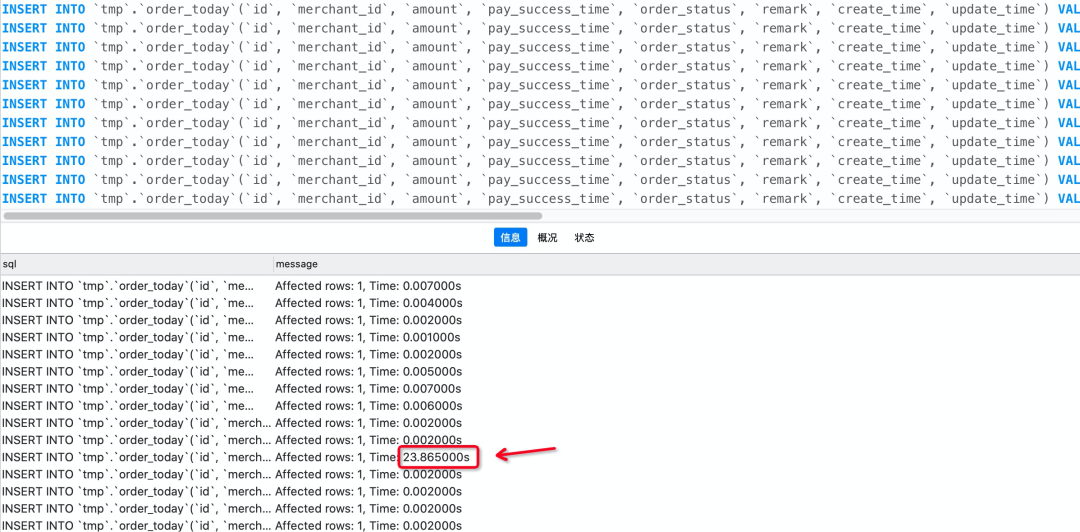 INSERT INTO `tmp`.`order_today`(`id`, `merchant_id`, `amount`, `pay_success_time`, `order_status`, `remark`, `create_time`, `update_time`) VAL
INSERT INTO `tmp`.`order_today`(`id`, `merchant_id`, `amount`, `pay_success_time`, `order_status`, `remark`, `create_time`, `update_time`) VAL
INSERT INTO `tmp`.`order_today`(`id`, `merchant_id`, `amount`, `pay_success_time`, `order_status`, `remark`, `create_time`, `update_time`) VAL
INSERT INTO `tmp`.`order_today`(`id`, `merchant_id`, `amount`, `pay_success_time`, `order_status`, `remark`, `create_time`, `update_time`) VAL
INSERT INTO `tmp`.`order_today`(`id`, `merchant_id`, `amount`, `pay_success_time`, `order_status`, `remark`, `create_time`, `update_time`) VAL
INSERT INTO `tmp`.`order_today`(`id`, `merchant_id`, `amount`, `pay_success_time`, `order_status`, `remark`, `create_time`, `update_time`) VAL
INSERT INTO `tmp`.`order_today`(`id`, `merchant_id`, `amount`, `pay_success_time`, `order_status`, `remark`, `create_time`, `update_time`) VAL
INSERT INTO `tmp`.`order_today`(`id`, `merchant_id`, `amount`, `pay_success_time`, `order_status`, `remark`, `create_time`, `update_time`) VAL
INSERT INTO `tmp`.`order_today`(`id`, `merchant_id`, `amount`, `pay_success_time`, `order_status`, `remark`, `create_time`, `update_time`) VAL
INSERT INTO `tmp`.`order_today`(`id`, `merchant_id`, `amount`, `pay_success_time`, `order_status`, `remark`, `create_time`, `update_time`) VAL
INSERT INTO `tmp`.`order_today`(`id`, `merchant_id`, `amount`, `pay_success_time`, `order_status`, `remark`, `create_time`, `update_time`) VAL
信息 概况 状态
sql message
INSERT INTO `tmp`.`order_today`(`id`, `me... Affected rows: 1, Time: 0.007000s
INSERT INTO `tmp`.`order_today`(`id`, `me... Affected rows: 1, Time: 0.004000s
INSERT INTO `tmp`.`order_today`(`id`, `me... Affected rows: 1, Time: 0.002000s
INSERT INTO `tmp`.`order_today`(`id`, `me... Affected rows: 1, Time: 0.001000s
INSERT INTO `tmp`.`order_today`(`id`, `me... Affected rows: 1, Time: 0.002000s
INSERT INTO `tmp`.`order_today`(`id`, `me... Affected rows: 1, Time: 0.005000s
INSERT INTO `tmp`.`order_today`(`id`, `me... Affected rows: 1, Time: 0.007000s
INSERT INTO `tmp`.`order_today`(`id`, `me... Affected rows: 1, Time: 0.006000s
INSERT INTO `tmp`.`order_today`(`id`, `merch... Affected rows: 1, Time: 0.002000s
INSERT INTO `tmp`.`order_today`(`id`, `merch... Affected rows: 1, Time: 0.002000s
INSERT INTO `tmp`.`order_today`(`id`, `merch... Affected rows: 1, Time: 23.865000s
INSERT INTO `tmp`.`order_today`(`id`, `merch... Affected rows: 1, Time: 0.002000s
INSERT INTO `tmp`.`order_today`(`id`, `merch... Affected rows: 1, Time: 0.002000s
INSERT INTO `tmp`.`order_today`(`id`, `merch... Affected rows: 1, Time: 0.002000s
INSERT INTO `tmp`.`order_today`(`id`, `merch... Affected rows: 1, Time: 0.002000s